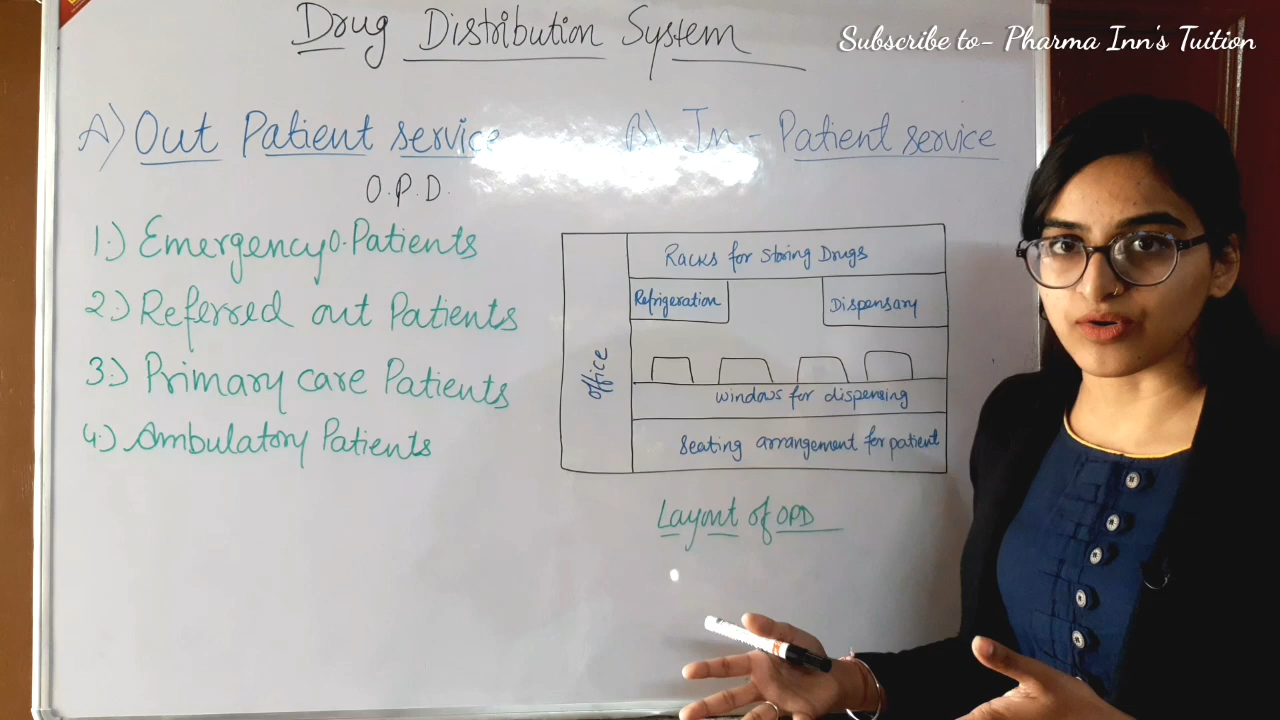 Drug Distribution System
Subscribe to- Pharma Inn's Tuition
A) Out Patient service
B) In - Patient service
O.P.D.
1.) Emergency O. Patients
2.) Referred out Patients
3.) Primary care Patients
4.) Ambulatory Patients
Racks for storing Drugs
Refrigeration
Dispensary
office
windows for dispensing
seating arrangement for patient
Layout of OPD